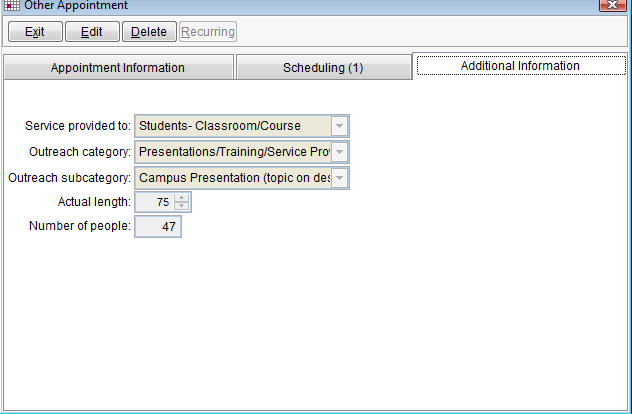 Other Appointment
Exit Edit Delete Recurring
Appointment Information Scheduling (1) Additional Information
Service provided to: Students- Classroom/Course
Outreach category: Presentations/Training/Service Prov
Outreach subcategory: Campus Presentation (topic on des
Actual length: 75
Number of people: 47